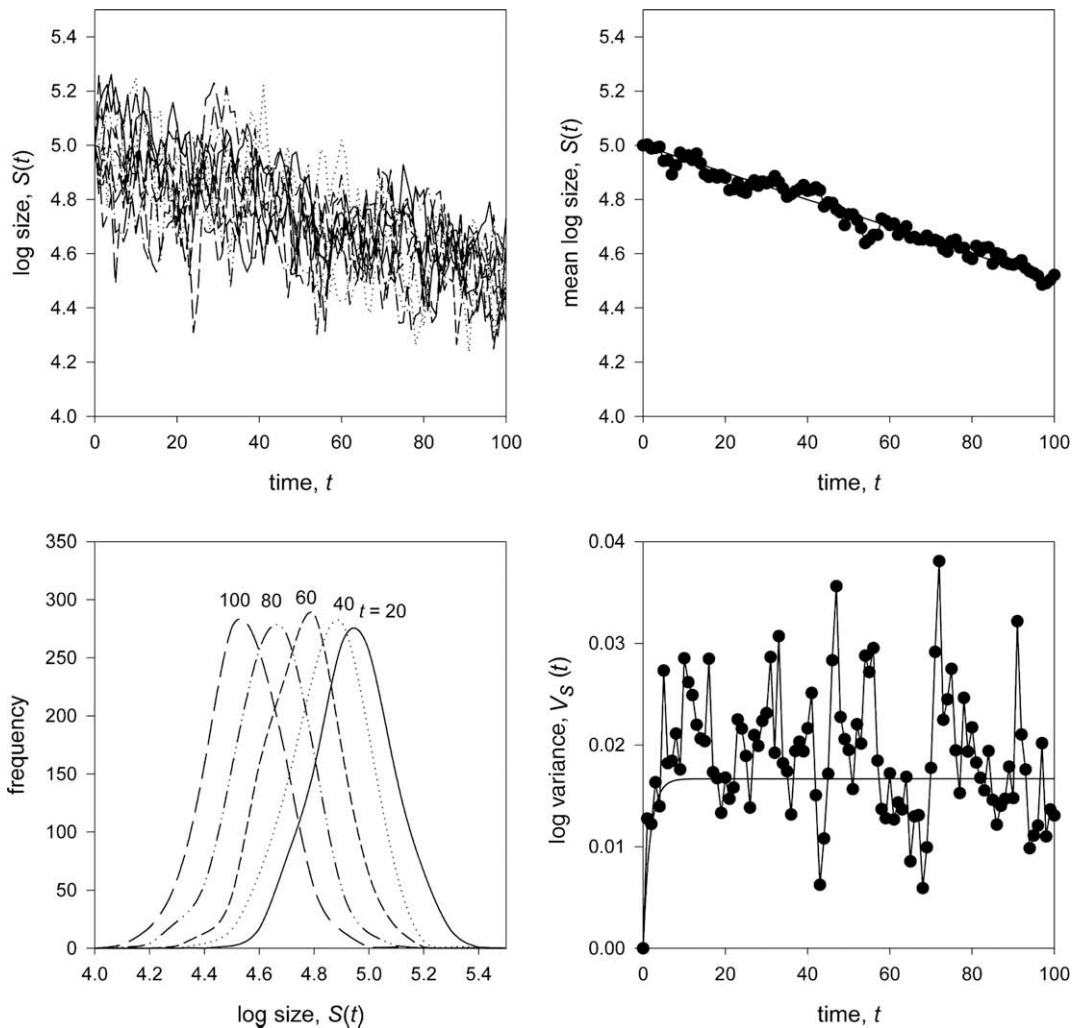 log size, S(t)
5.4
5.2
5.0
4.8
4.6
4.4
4.2
4.0
0 20 40 60 80 100
time, t
mean log size, S(t)
5.4
5.2
5.0
4.8
4.6
4.4
4.2
4.0
0 20 40 60 80 100
time, t
frequency
350
300
250
200
150
100
50
0
100 80 60 40 t = 20
4.0 4.2 4.4 4.6 4.8 5.0 5.2 5.4
log size, S(t)
log variance, VS (t)
0.04
0.03
0.02
0.01
0.00
0 20 40 60 80 100
time, t